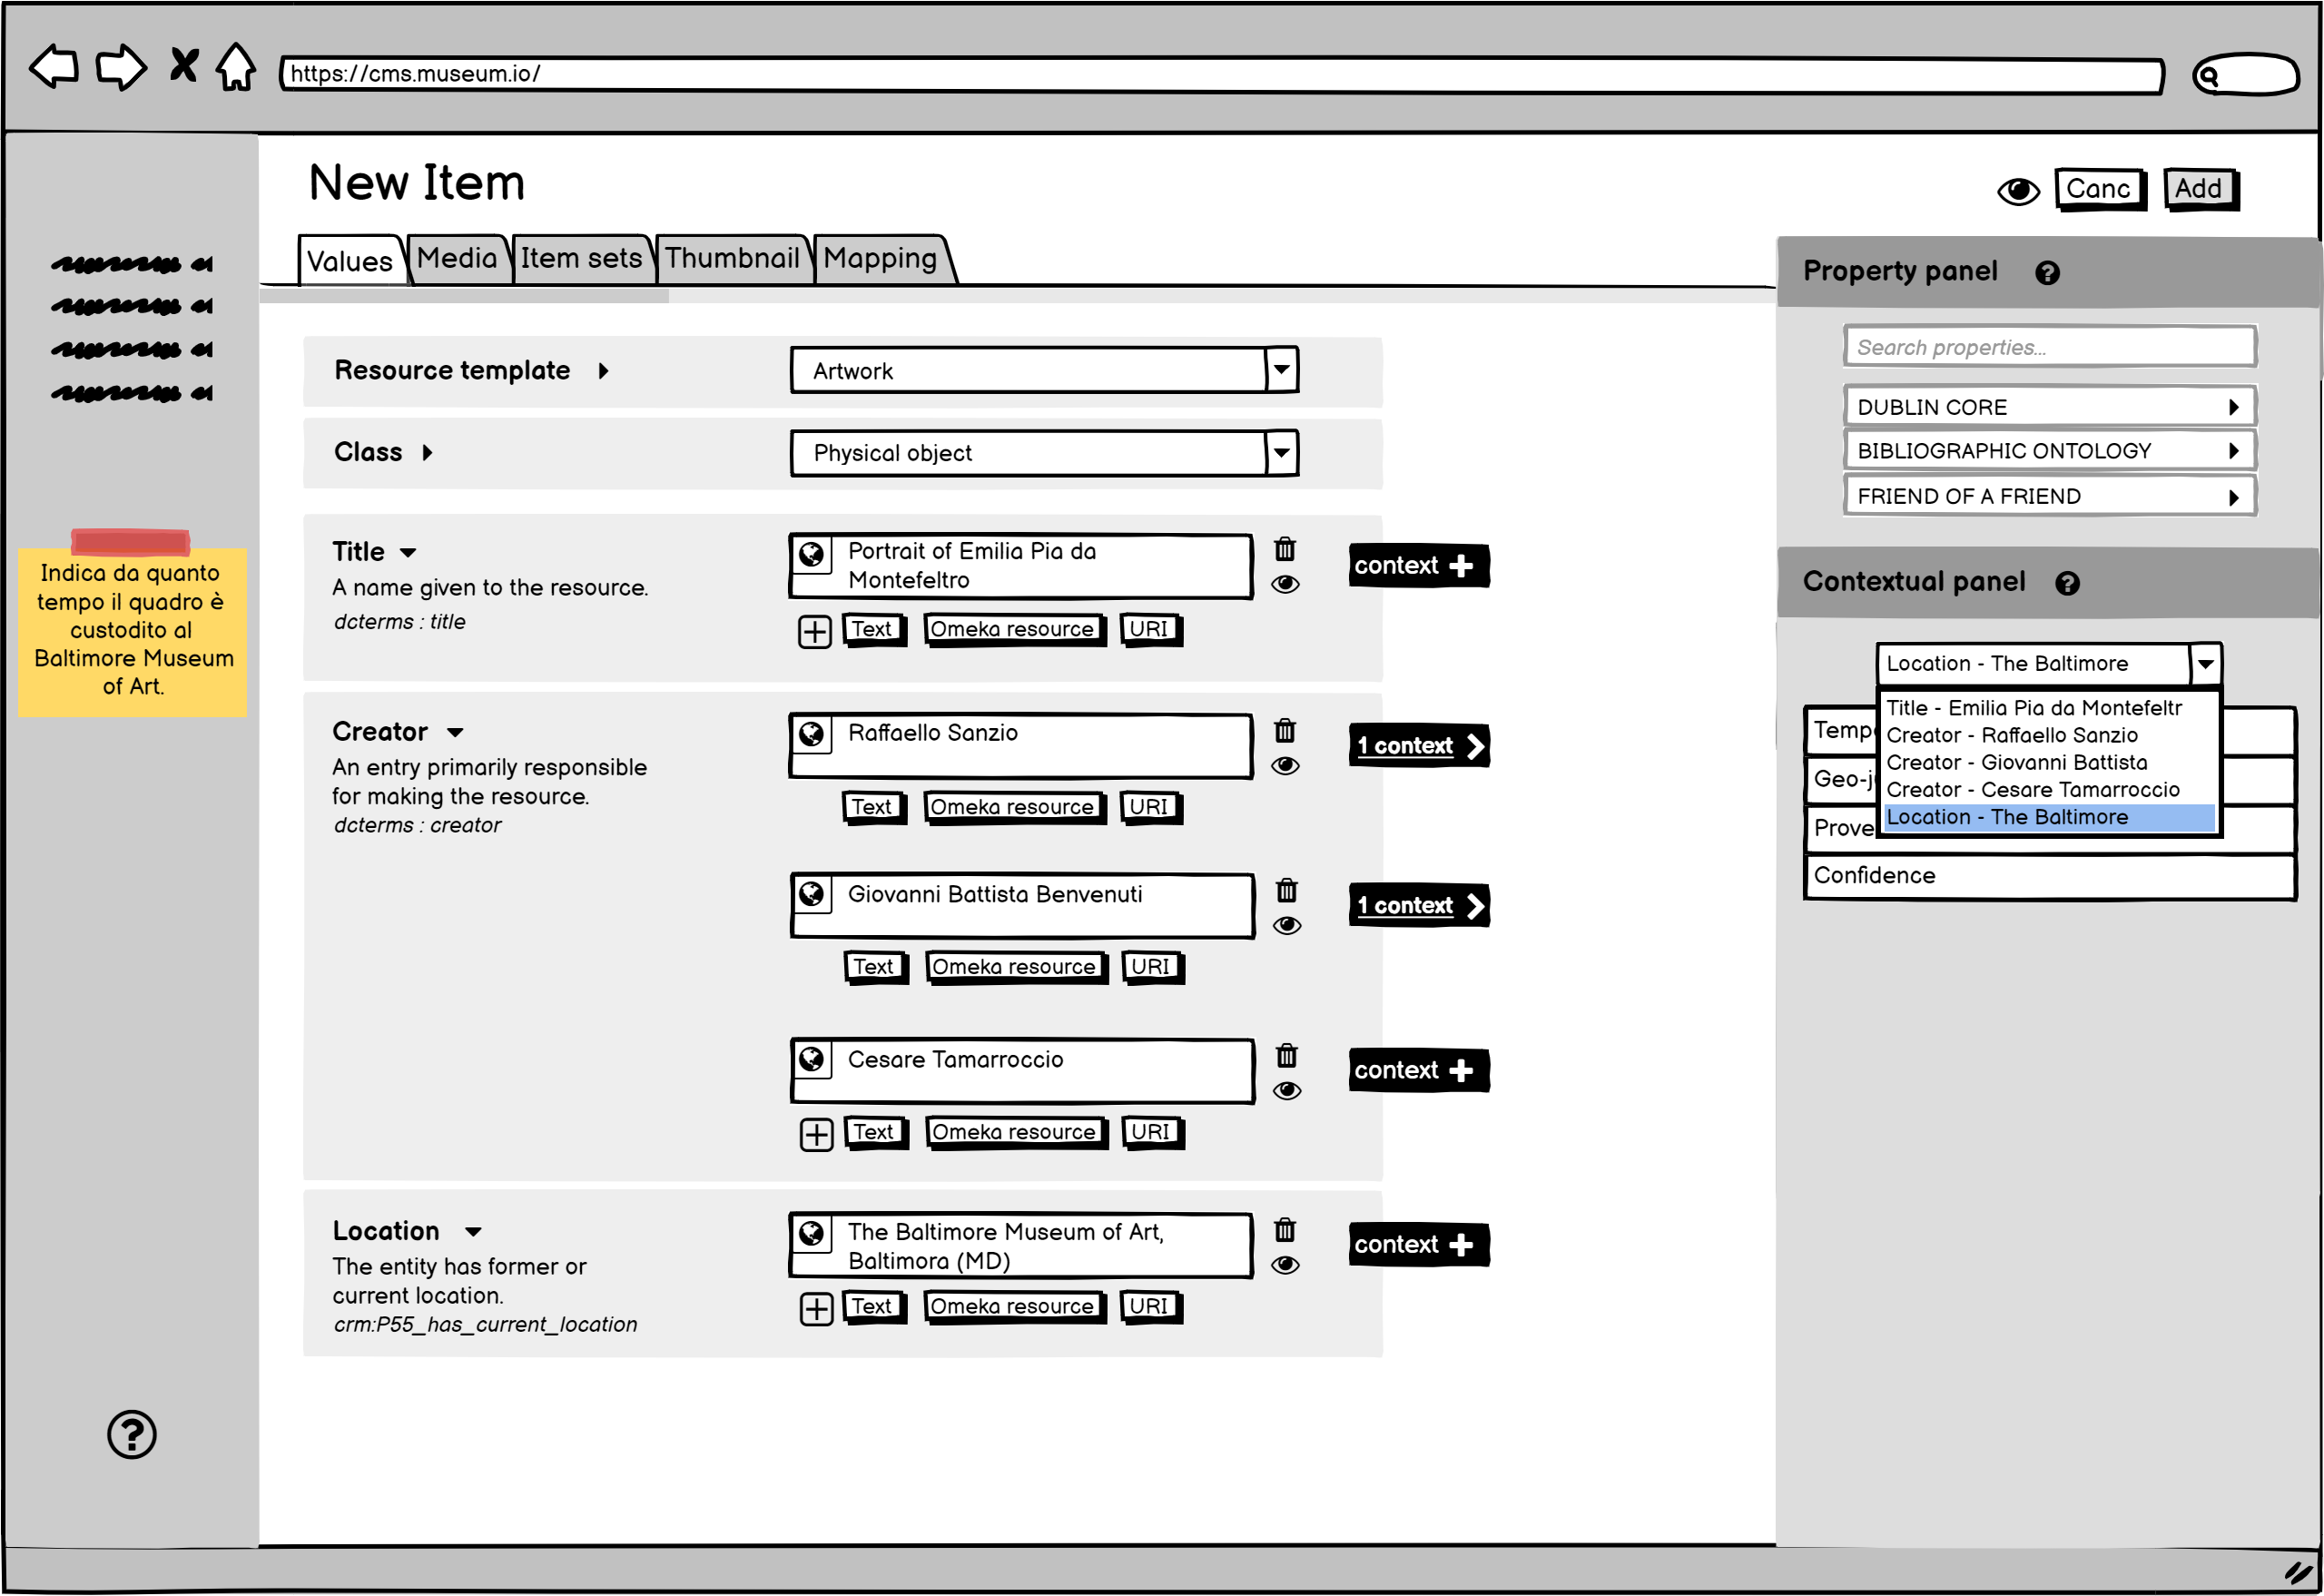 https://cms.museum.io/
New Item
Canc
Add
Values
Media
Item sets
Thumbnail
Mapping
Resource template
Artwork
Class
Physical object
Indica da quanto
tempo il quadro è
custodito al
Baltimore Museum
of Art.
Title
A name given to the resource.
dcterms : title
Portrait of Emilia Pia da
Montefeltro
Text
Omeka resource
URI
context
Creator
An entry primarily responsible
for making the resource.
dcterms : creator
Raffaello Sanzio
Text
Omeka resource
URI
1 context
Giovanni Battista Benvenuti
Text
Omeka resource
URI
1 context
Cesare Tamarroccio
Text
Omeka resource
URI
context
Location
The entity has former or
current location.
crm:P55_has_current_location
The Baltimore Museum of Art,
Baltimora (MD)
Text
Omeka resource
URI
context
Property panel
Search properties...
DUBLIN CORE
BIBLIOGRAPHIC ONTOLOGY
FRIEND OF A FRIEND
Contextual panel
Location - The Baltimore
Title - Emilia Pia da Montefeltr
Creator - Raffaello Sanzio
Creator - Giovanni Battista
Creator - Cesare Tamarroccio
Location - The Baltimore
Confidence